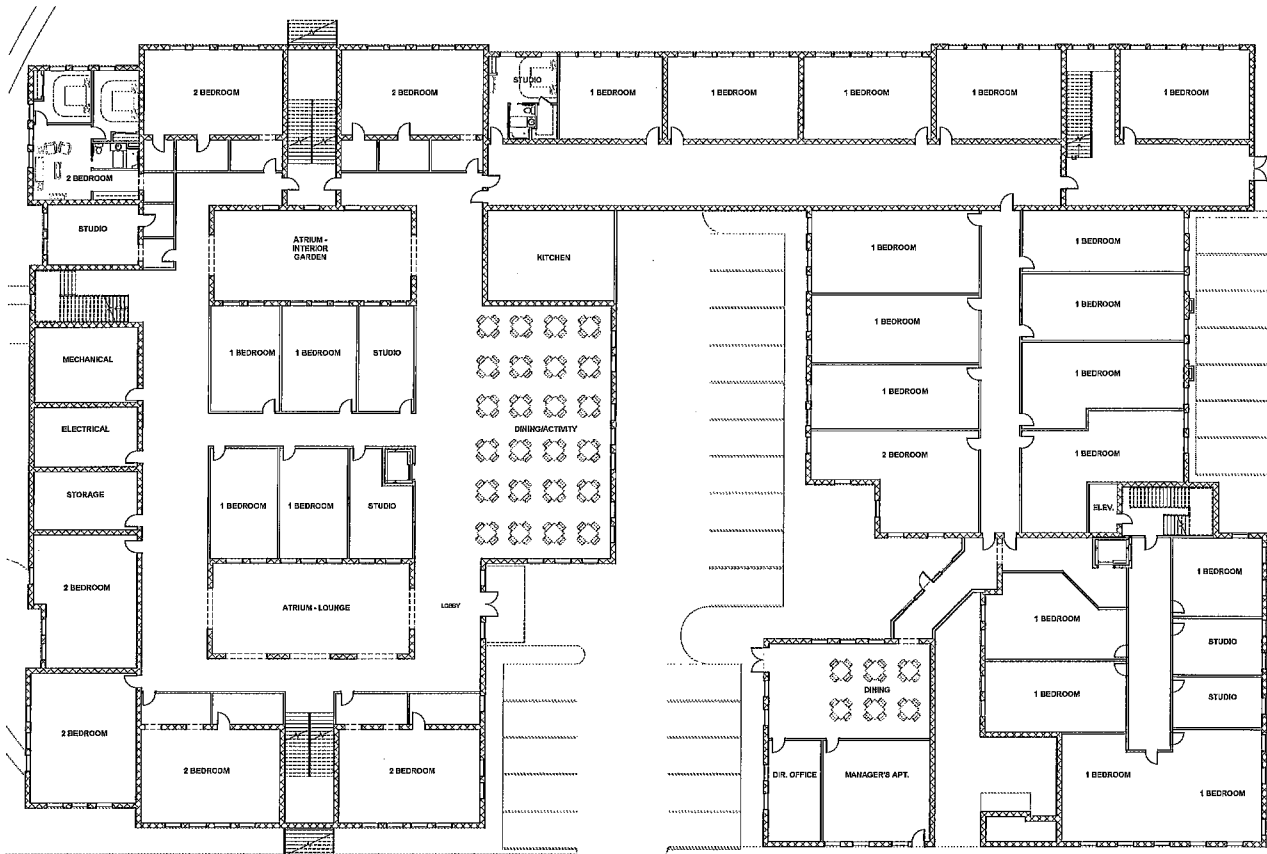 2 BEDROOM
2 BEDROOM
STUDIO
1 BEDROOM
1 BEDROOM
1 BEDROOM
1 BEDROOM
1 BEDROOM
2 BEDROOM
STUDIO
ATRIUM -
INTERIOR
GARDEN
KITCHEN
1 BEDROOM
1 BEDROOM
1 BEDROOM
1 BEDROOM
1 BEDROOM
STUDIO
1 BEDROOM
1 BEDROOM
MECHANICAL
1 BEDROOM
ELECTRICAL
DINING/ACTIVITY
2 BEDROOM
1 BEDROOM
STORAGE
1 BEDROOM
1 BEDROOM
STUDIO
ELEV.
2 BEDROOM
1 BEDROOM
ATRIUM - LOUNGE
LOBBY
1 BEDROOM
STUDIO
DINING
1 BEDROOM
STUDIO
2 BEDROOM
2 BEDROOM
2 BEDROOM
DIR. OFFICE
MANAGER'S APT.
1 BEDROOM
1 BEDROOM